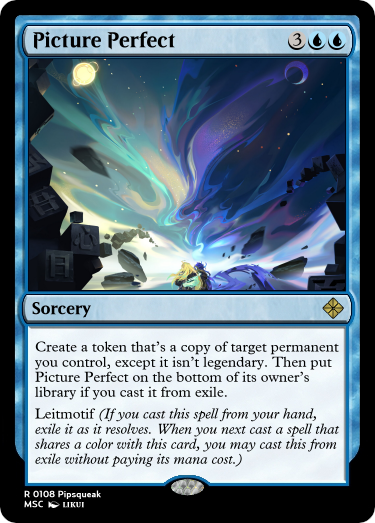 Picture Perfect 3
Sorcery
Create a token that's a copy of target permanent
you control, except it isn't legendary. Then put
Picture Perfect on the bottom of its owner's
library if you cast it from exile.
Leitmotif (If you cast this spell from your hand,
exile it as it resolves. When you next cast a spell that
shares a color with this card, you may cast this from
exile without paying its mana cost.)
R 0108 Pipsqueak
MSC LIKUI